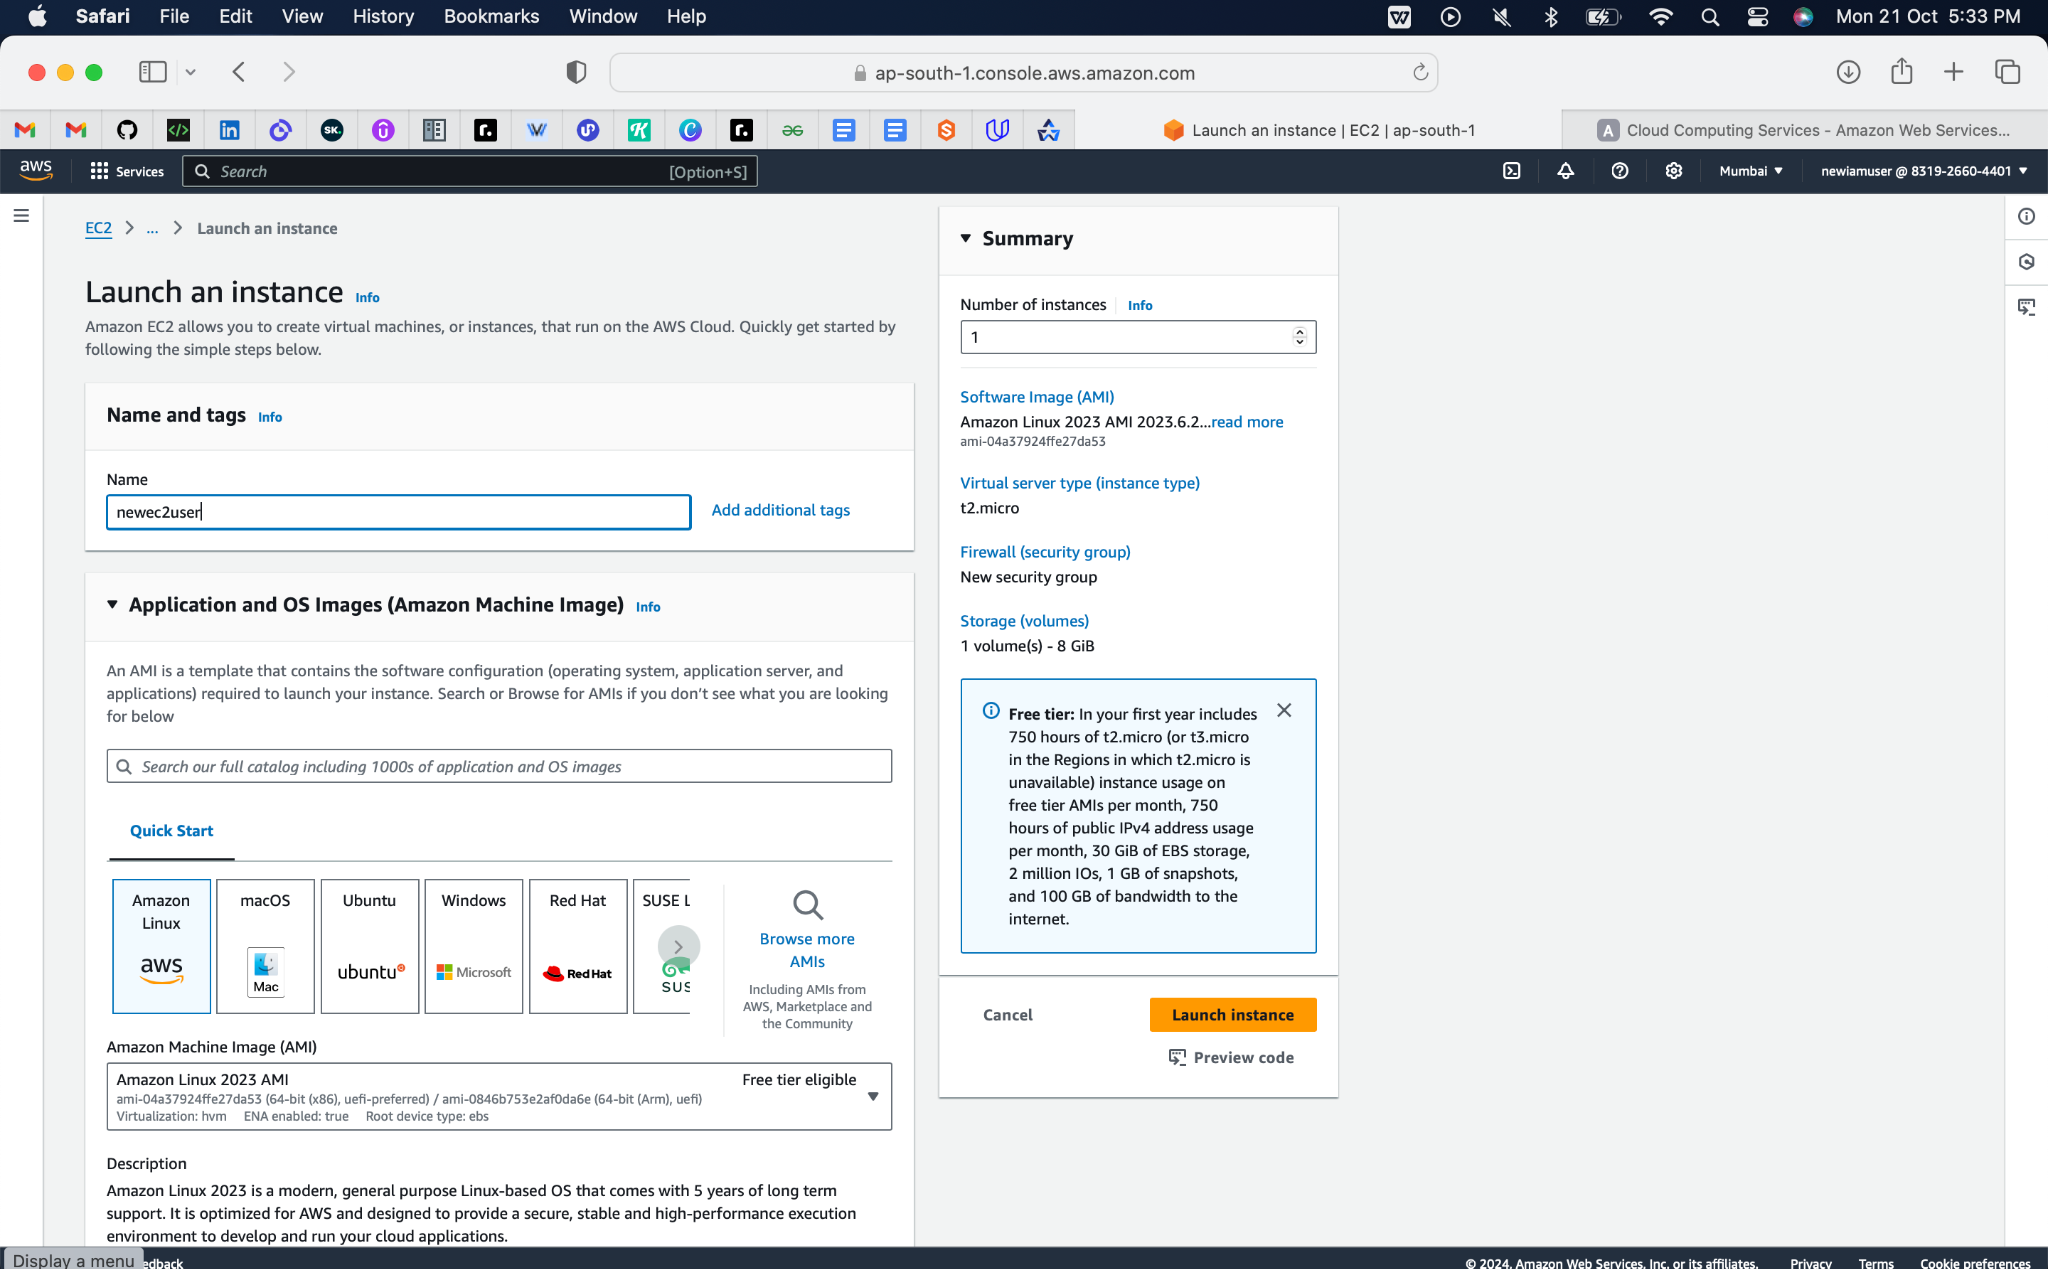 Safari File Edit View History Bookmarks Window Help Mon 21 Oct 5:33 PM
ap-south-1.console.aws.amazon.com
Launch an instance | EC2 | ap-south-1
A Cloud Computing Services - Amazon Web Services...
aws Services Search [Option+S] Mumbai newiamuser @ 8319-2660-4401
EC2 ... Launch an instance
Launch an instance Info
Amazon EC2 allows you to create virtual machines, or instances, that run on the AWS Cloud. Quickly get started by
following the simple steps below.
Name and tags Info
Name
newec2user
Add additional tags
Application and OS Images (Amazon Machine Image) Info
An AMI is a template that contains the software configuration (operating system, application server, and
applications) required to launch your instance. Search or Browse for AMIs if you don't see what you are looking
for below
Search our full catalog including 1000s of application and OS images
Quick Start
Amazon
Linux
aws
macOS
Mac
Ubuntu
ubuntu
Windows
Microsoft
Red Hat
Red Hat
SUSE L
SUS
Browse more
AMIs
Including AMIs from
AWS, Marketplace and
the Community
Amazon Machine Image (AMI)
Amazon Linux 2023 AMI Free tier eligible
ami-04a37924ffe27da53 (64-bit (x86), uefi-preferred) / ami-0846b753e2af0da6e (64-bit (Arm), uefi)
Virtualization: hvm ENA enabled: true Root device type: ebs
Description
Amazon Linux 2023 is a modern, general purpose Linux-based OS that comes with 5 years of long term
support. It is optimized for AWS and designed to provide a secure, stable and high-performance execution
environment to develop and run your cloud applications.
Summary
Number of instances Info
1
Software Image (AMI)
Amazon Linux 2023 AMI 2023.6.2...read more
ami-04a37924ffe27da53
Virtual server type (instance type)
t2.micro
Firewall (security group)
New security group
Storage (volumes)
1 volume(s) - 8 GiB
Free tier: In your first year includes
750 hours of t2.micro (or t3.micro
in the Regions in which t2.micro is
unavailable) instance usage on
free tier AMIs per month, 750
hours of public IPv4 address usage
per month, 30 GiB of EBS storage,
2 million IOs, 1 GB of snapshots,
and 100 GB of bandwidth to the
internet.
Cancel
Launch instance
Preview code
Display a menu edback
© 2024, Amazon Web Services, Inc. or its affiliates. Privacy Terms Cookie preferences